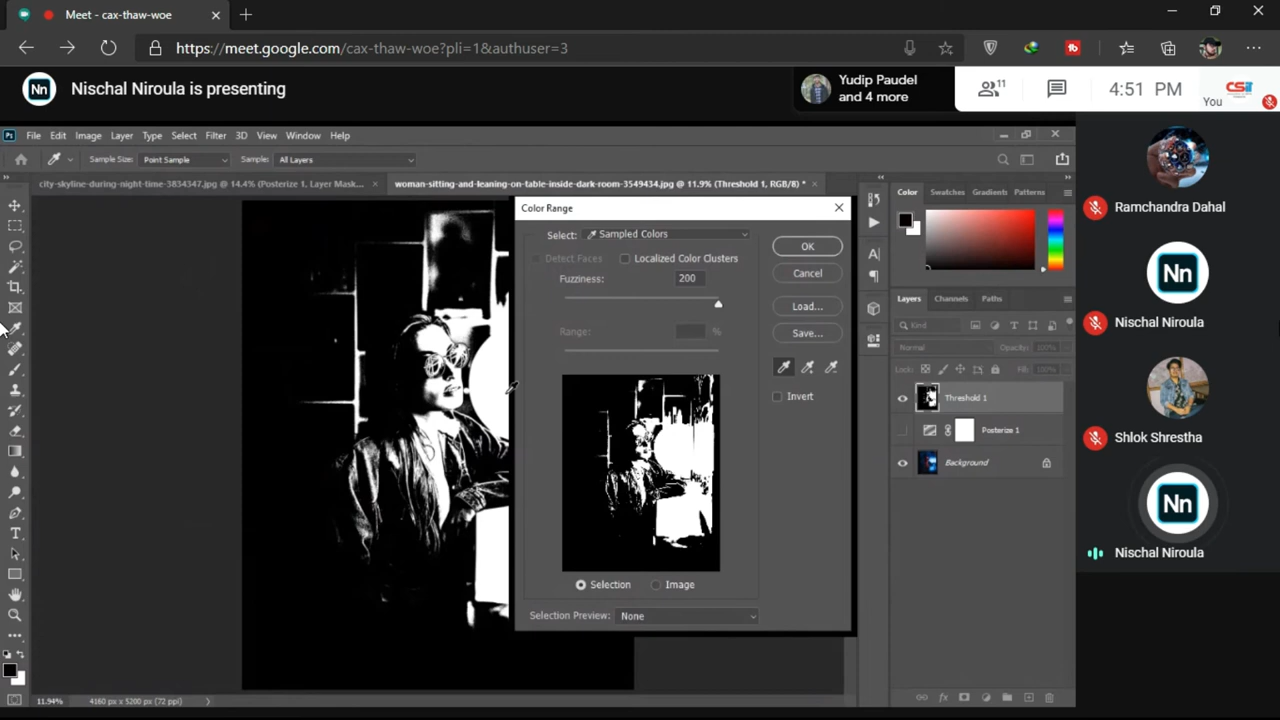 Meet - cax-thaw-woe
https://meet.google.com/cax-thaw-woe?pli=1&authuser=3
Nn
Nischal Niroula is presenting
Yudip Paudel
and 4 more
11
4:51 PM
CSiT
You
Ps
File Edit Image Layer Type Select Filter 3D View Window Help
Sample Size: Point Sample
Sample: All Layers
city-skyline-during-night-time-3834347.jpg @ 14.4% (Posterize 1, Layer Mask...
woman-sitting-and-leaning-on-table-inside-dark-room-3549434.jpg @ 11.9% (Threshold 1, RGB/8) *
Color Range
Select: Sampled Colors
Detect Faces
Localized Color Clusters
Fuzziness: 200
Range: %
OK
Cancel
Load...
Save...
Invert
Selection
Image
Selection Preview: None
Color Swatches Gradients Patterns
Layers Channels Paths
Kind
Normal
Opacity: 100%
Lock:
Fill: 100%
Threshold 1
Posterize 1
Background
11.94%
4160 px x 5200 px (72 ppi)
Ramchandra Dahal
Nn
Nischal Niroula
Shlok Shrestha
Nn
Nischal Niroula